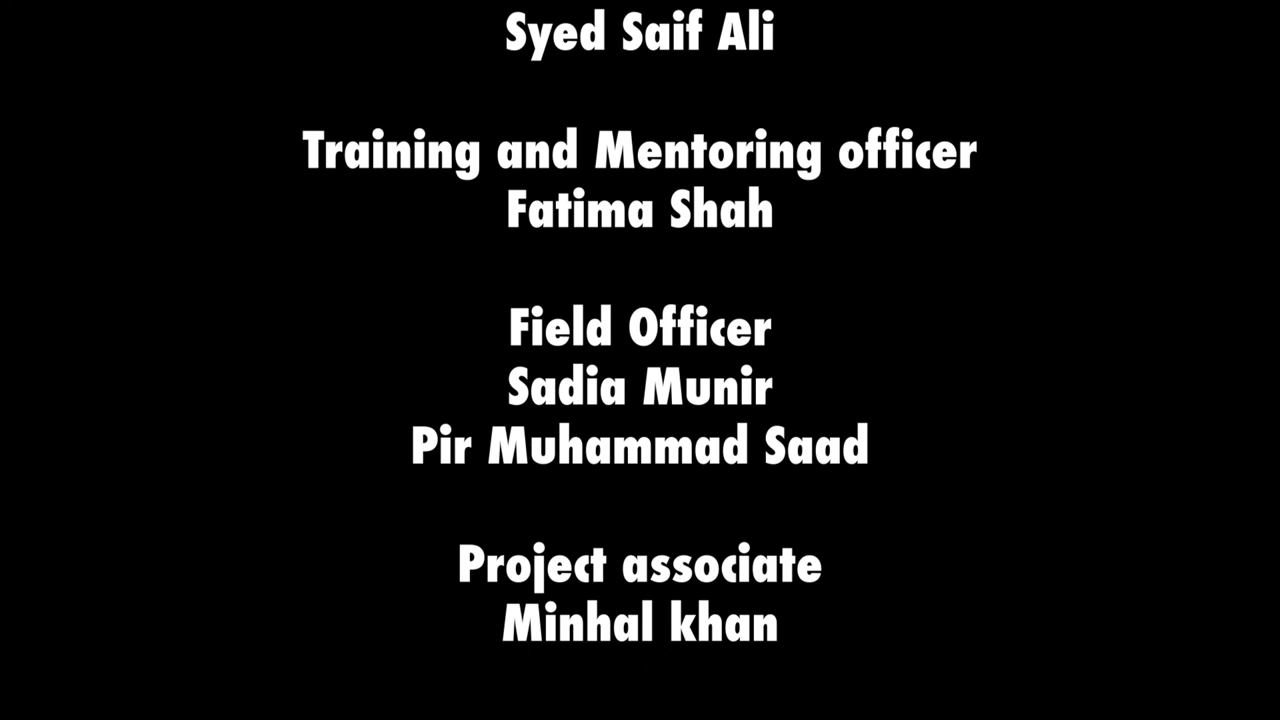 Syed Saif Ali
Training and Mentoring officer
Fatima Shah
Field Officer
Sadia Munir
Pir Muhammad Saad
Project associate
Minhal khan